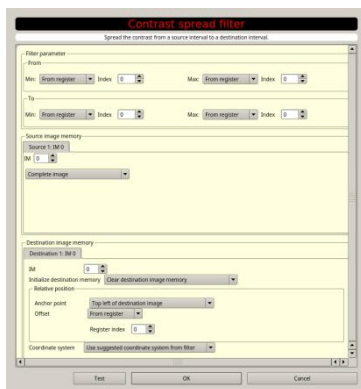 Contrast spread filter
Spread the contrast from a source interval to a destination interval.
Filter parameter
From
Min: From register Index 0 Max: From register Index 0
To
Min: From register Index 0 Max: From register Index 0
Source image memory
Source 1: IM 0
IM 0
Complete image
Destination image memory
Destination 1: IM 0
IM 0
Initialize destination memory Clear destination image memory
Relative position
Anchor point Top left of destination image
Offset From register
Register index 0
Coordinate system Use suggested coordinate system from filter
Test OK Cancel